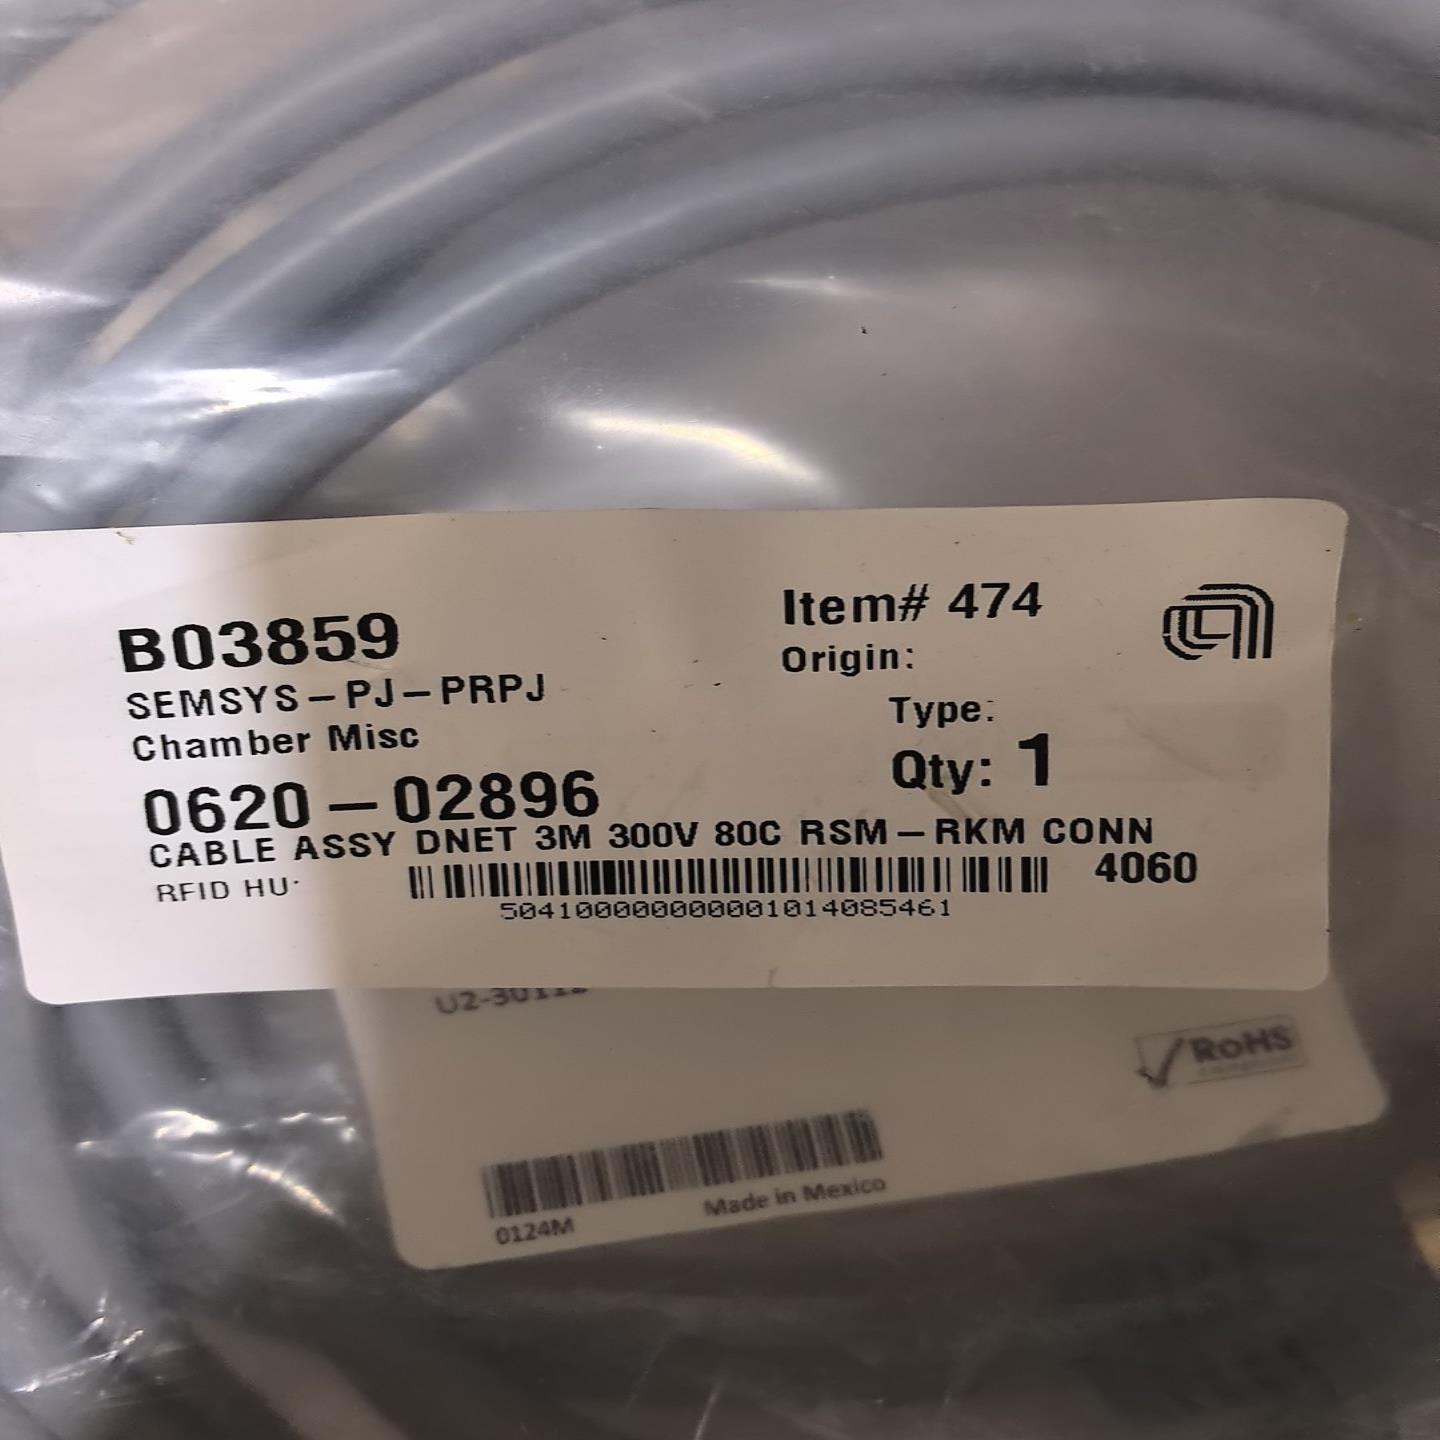 B03859
SEMSYS-PJ-PRPJ
Chamber Misc
Item# 474
Origin:
Type:
Qty: 1
0620-02896
CABLE ASSY DNET 3M 300V 80C RSM-RKM CONN
RFID HU:
4060
50410000000001014085461
RoHS
Made in Mexico
0124M